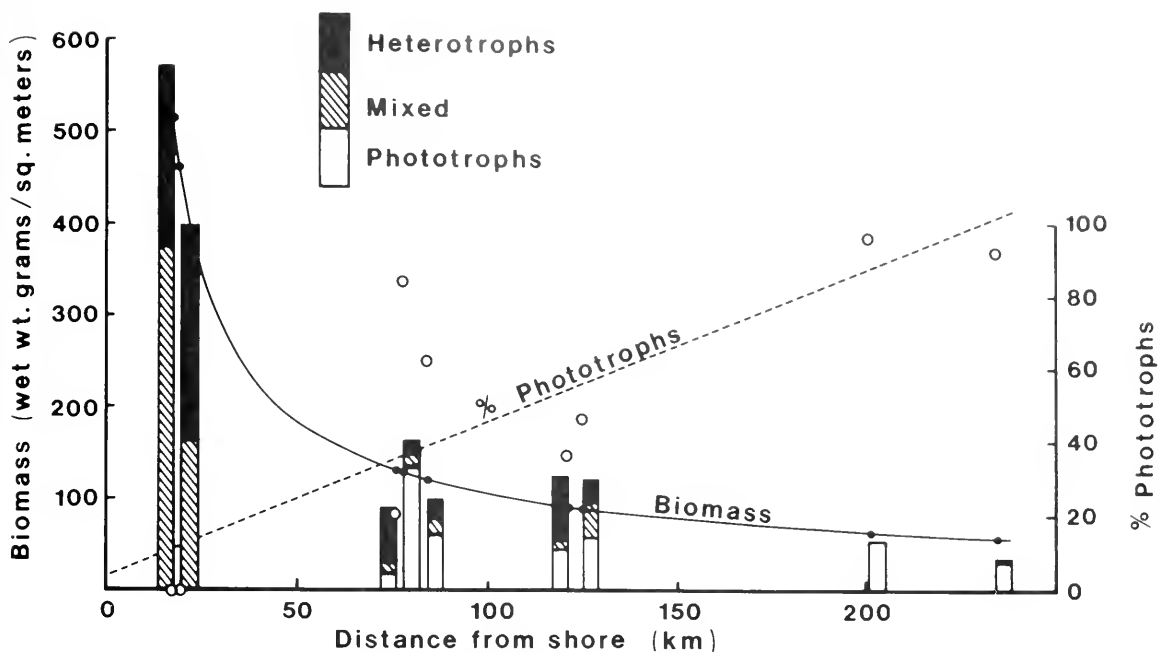 Biomass (wet wt. grams/sq. meters)
600
500
400
300
200
100
Heterotrophs
Mixed
Phototrophs
% Phototrophs
Biomass
100
80
60
40
20
0
% Phototrophs
0
50
100
150
200
Distance from shore (km)